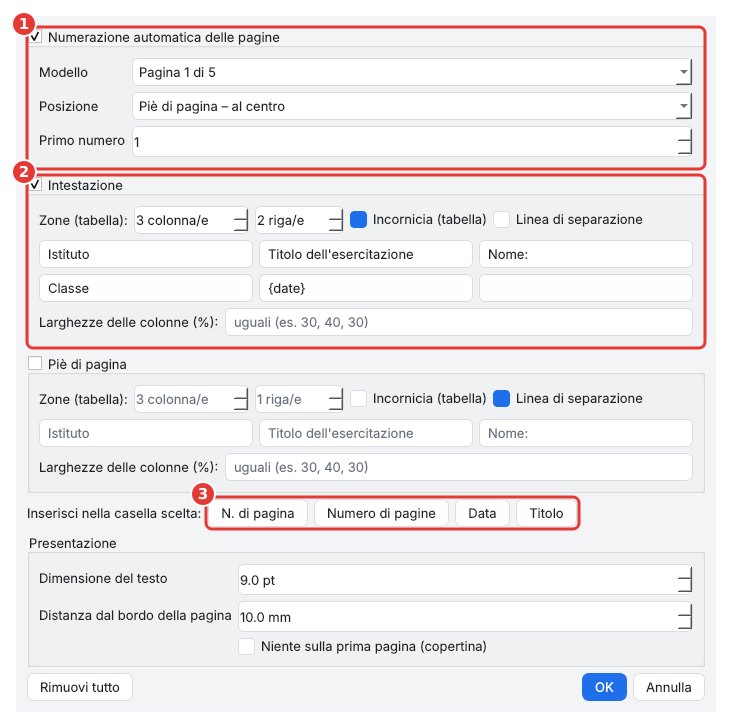 1
Numerazione automatica delle pagine
Modello Pagina 1 di 5
Posizione Piè di pagina – al centro
Primo numero 1
2
Intestazione
Zone (tabella): 3 colonna/e 2 riga/e Incornicia (tabella) Linea di separazione
Istituto Titolo dell'esercitazione Nome:
Classe {date}
Larghezze delle colonne (%): uguali (es. 30, 40, 30)
Piè di pagina
Zone (tabella): 3 colonna/e 1 riga/e Incornicia (tabella) Linea di separazione
Istituto Titolo dell'esercitazione Nome:
Larghezze delle colonne (%): uguali (es. 30, 40, 30)
3
Inserisci nella casella scelta: N. di pagina Numero di pagine Data Titolo
Presentazione
Dimensione del testo 9.0 pt
Distanza dal bordo della pagina 10.0 mm
Niente sulla prima pagina (copertina)
Rimuovi tutto OK Annulla